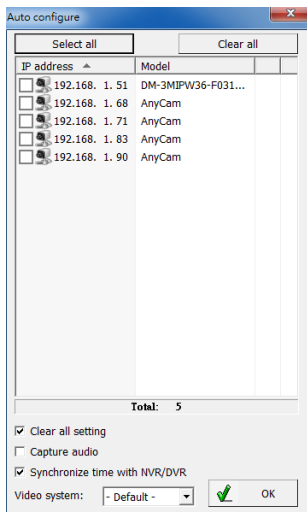 Auto configure
Select all Clear all
IP address Model
192.168. 1. 51 DM-3MIPW36-F031...
192.168. 1. 68 AnyCam
192.168. 1. 71 AnyCam
192.168. 1. 83 AnyCam
192.168. 1. 90 AnyCam
Total: 5
Clear all setting
Capture audio
Synchronize time with NVR/DVR
Video system: - Default - OK